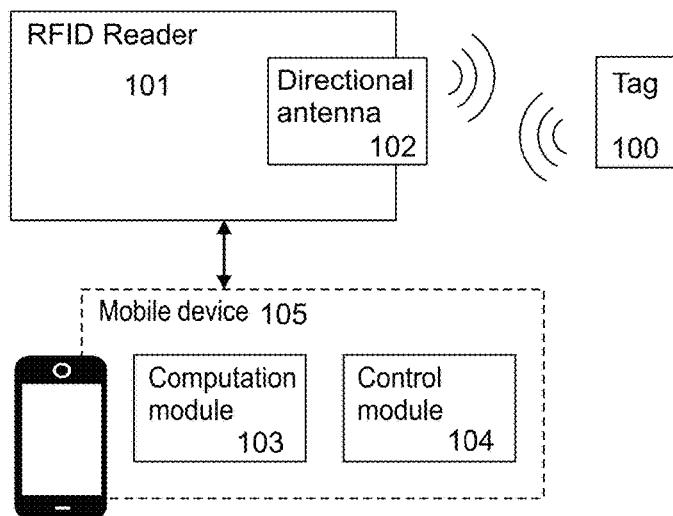 RFID Reader
101
Directional
antenna
102
Tag
100
Mobile device 105
Computation
module
103
Control
module
104